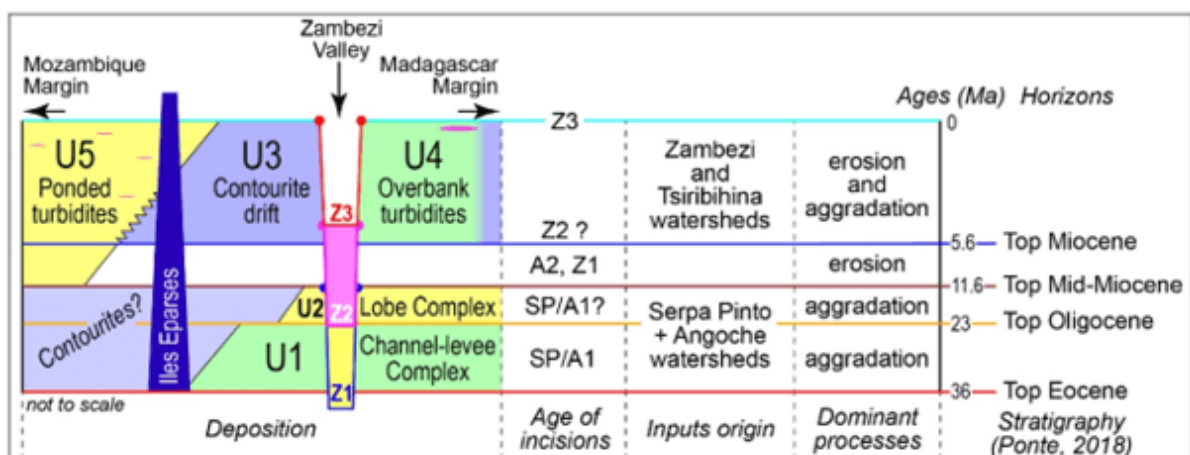 Zambezi
Valley
Mozambique
Margin
Madagascar
Margin
Ages (Ma) Horizons
U5
Ponded
turbidites
U3
Contourite
drift
Z3
U4
Overbank
turbidites
Z3
Zambezi
and
Tsiribihina
watersheds
erosion
and
aggradation
0
Z2 ?
5.6 Top Miocene
A2, Z1
erosion
11.6 Top Mid-Miocene
Contourites?
Iles Eparses
U2
Z2
Lobe Complex
SP/A1?
Serpa Pinto
+ Angoche
watersheds
aggradation
23 Top Oligocene
U1
Channel-levee
Complex
SP/A1
aggradation
Z1
36 Top Eocene
not to scale
Deposition
Age of
incisions
Inputs origin
Dominant
processes
Stratigraphy
(Ponte, 2018)